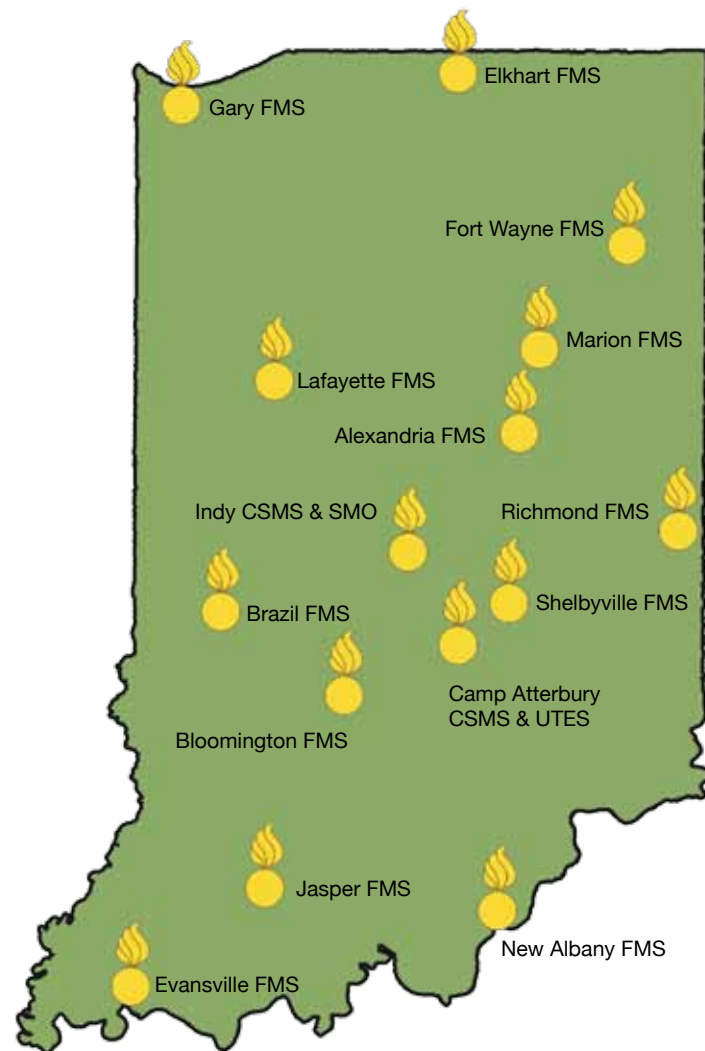 Elkhart FMS
Gary FMS
Fort Wayne FMS
Marion FMS
Lafayette FMS
Alexandria FMS
Indy CSMS & SMO
Richmond FMS
Shelbyville FMS
Brazil FMS
Camp Atterbury
CSMS & UTES
Bloomington FMS
Jasper FMS
New Albany FMS
Evansville FMS